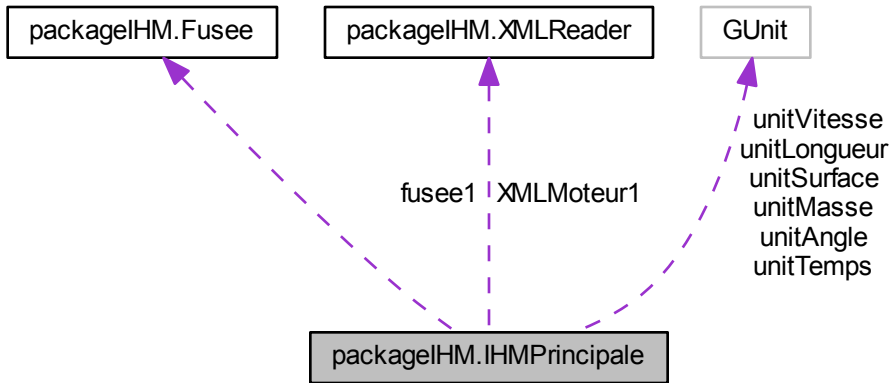 packageIHM.Fusee
packageIHM.XMLReader
GUnit
fusee1
XMLMoteur1
unitVitesse
unitLongueur
unitSurface
unitMasse
unitAngle
unitTemps
packageIHM.IHMPrincipale